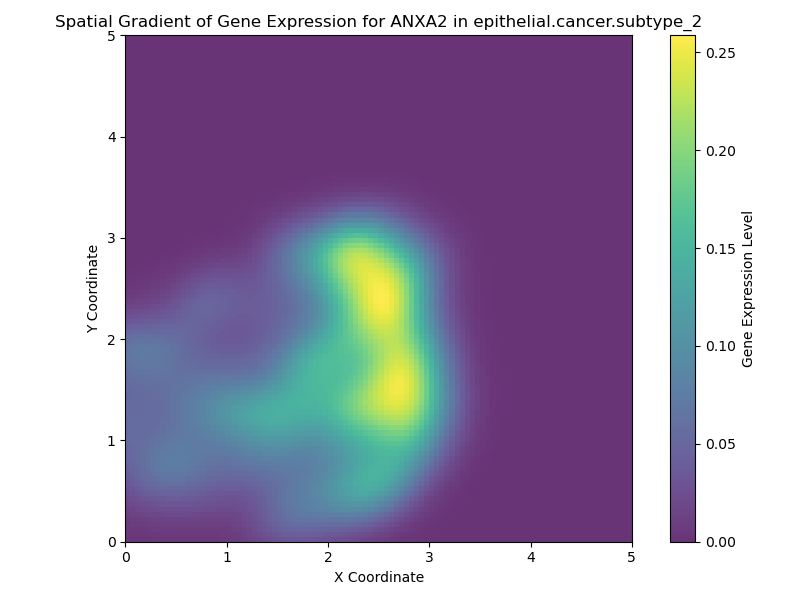 Spatial Gradient of Gene Expression for ANXA2 in epithelial.cancer.subtype_2
5
4
3
2
1
0
Y Coordinate
0 1 2 3 4 5
X Coordinate
0.25
0.20
0.15
0.10
0.05
0.00
Gene Expression Level